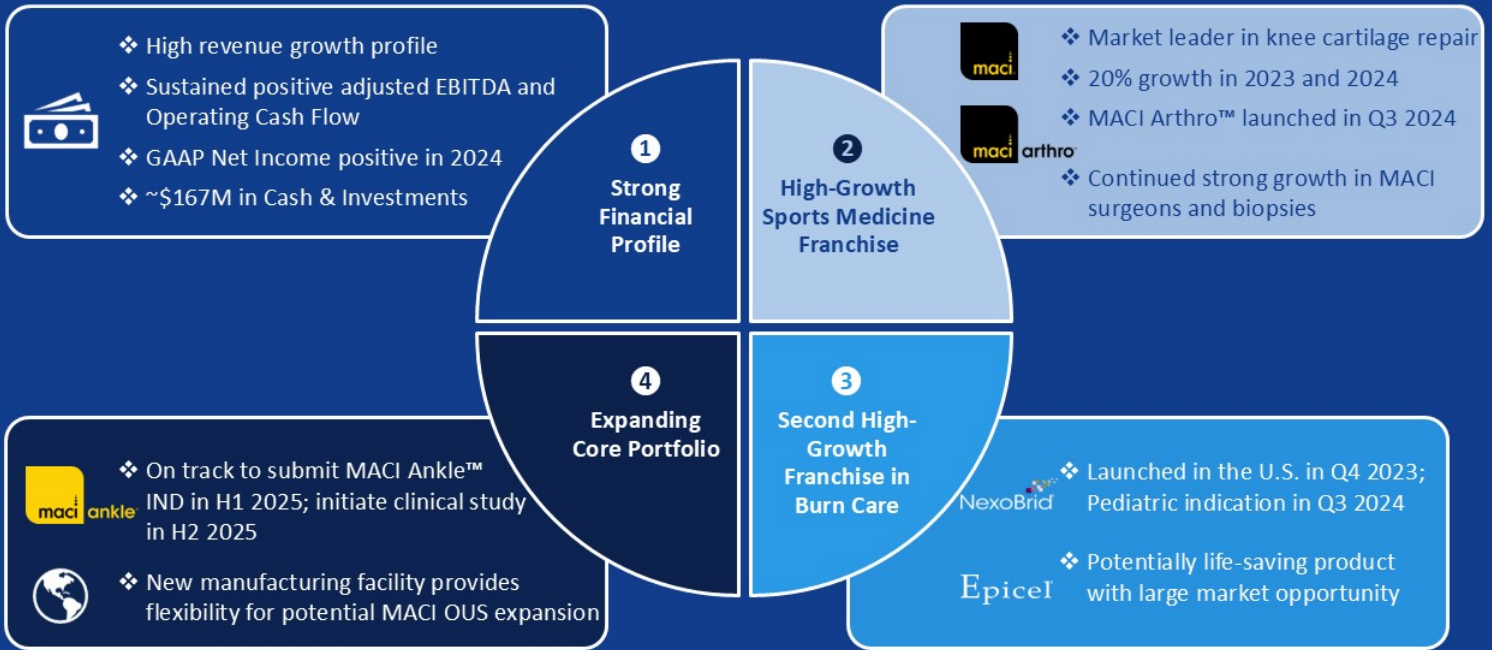 ❖ High revenue growth profile
❖ Sustained positive adjusted EBITDA and
Operating Cash Flow
❖ GAAP Net Income positive in 2024
❖ ~$167M in Cash & Investments
1
Strong
Financial
Profile
2
High-Growth
Sports Medicine
Franchise
maci
maci arthro
❖ Market leader in knee cartilage repair
❖ 20% growth in 2023 and 2024
❖ MACI Arthro™ launched in Q3 2024
❖ Continued strong growth in MACI
surgeons and biopsies
4
Expanding
Core Portfolio
3
Second High-
Growth
Franchise in
Burn Care
maci ankle
❖ On track to submit MACI Ankle™
IND in H1 2025; initiate clinical study
in H2 2025
❖ New manufacturing facility provides
flexibility for potential MACI OUS expansion
NexoBrid
❖ Launched in the U.S. in Q4 2023;
Pediatric indication in Q3 2024
Epicel
❖ Potentially life-saving product
with large market opportunity